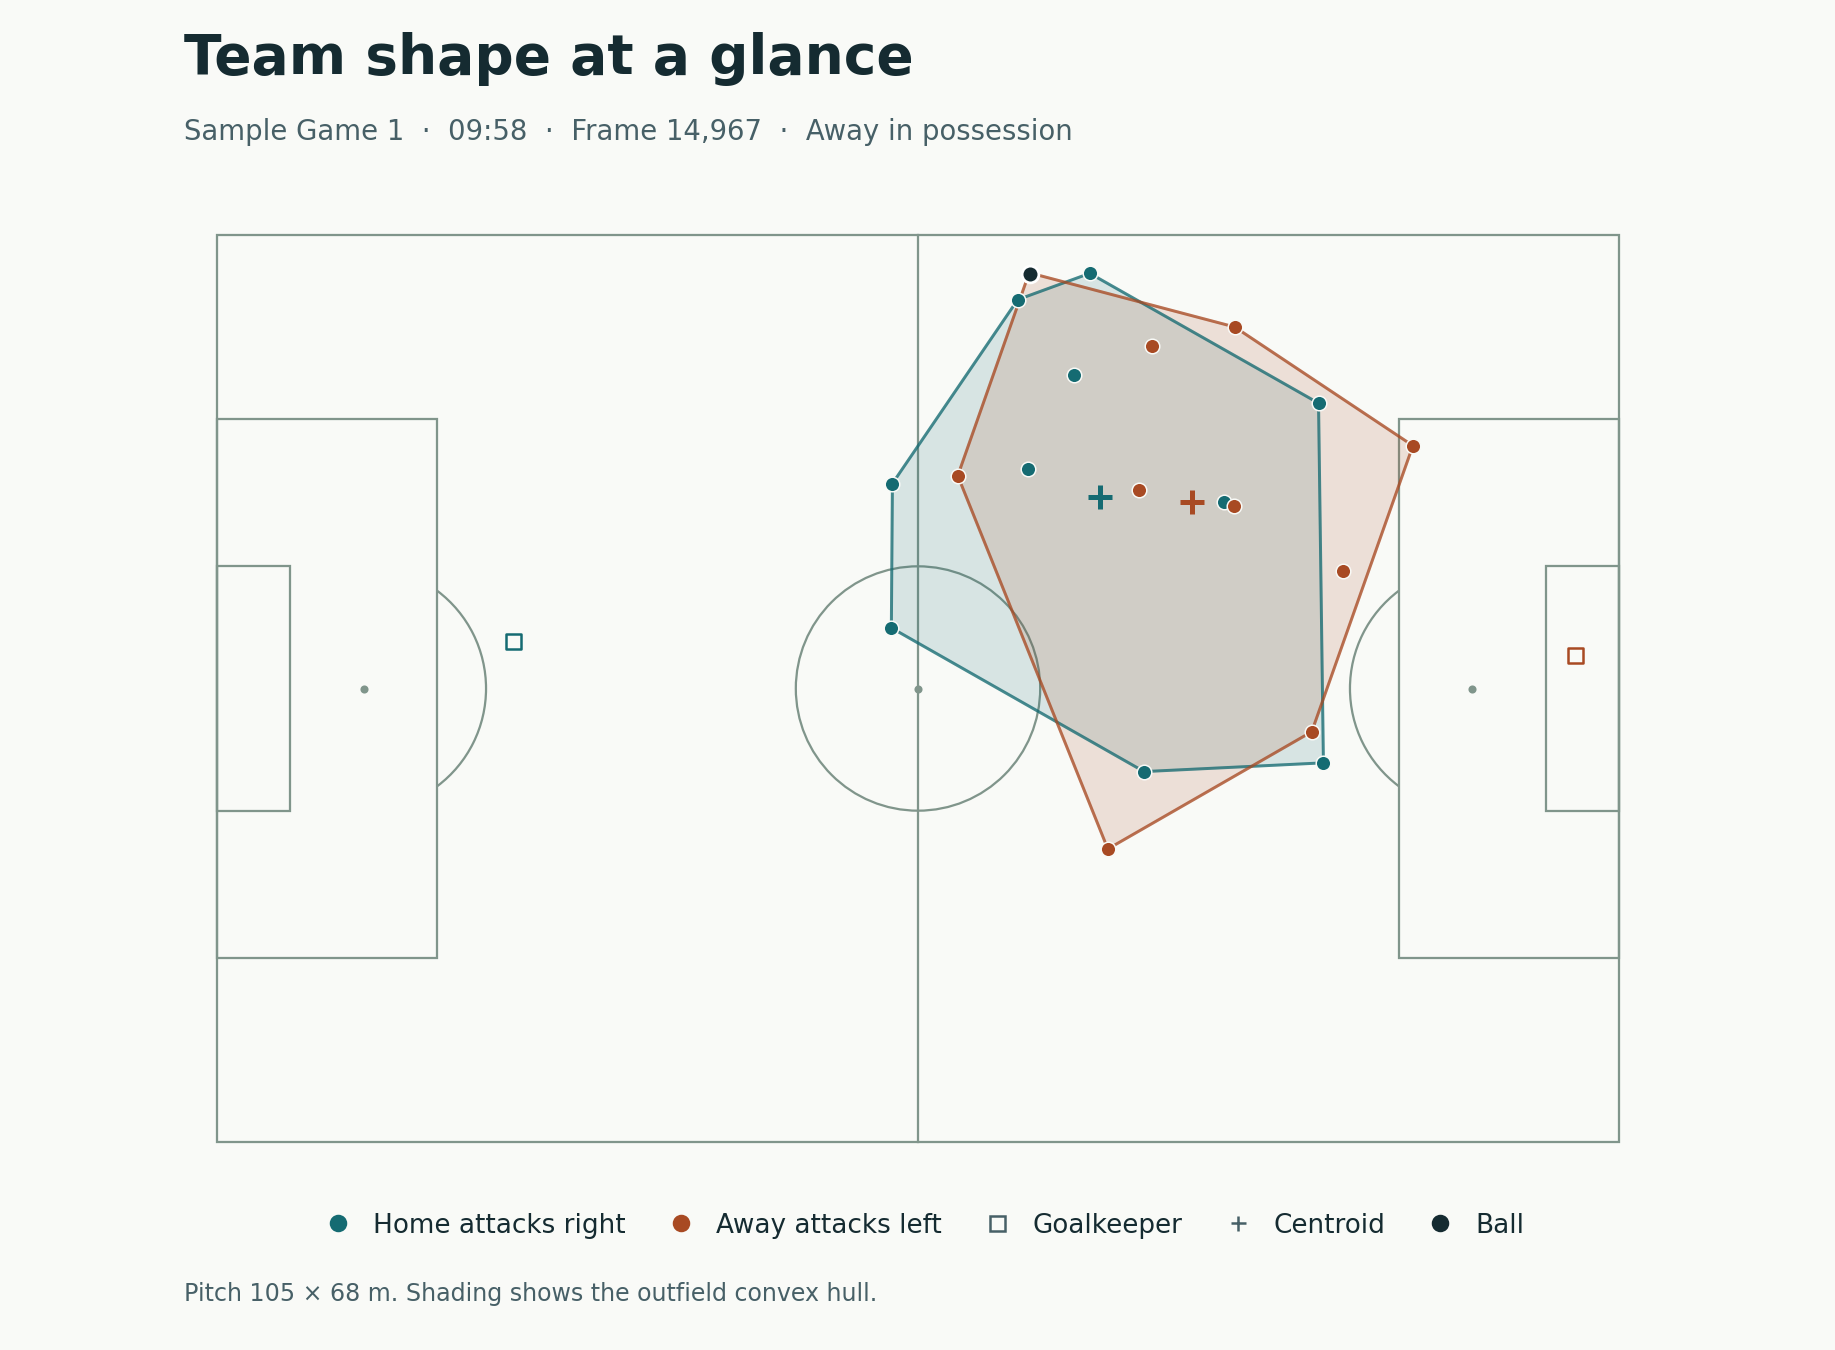 Team shape at a glance
Sample Game 1 · 09:58 · Frame 14,967 · Away in possession
Home attacks right Away attacks left Goalkeeper Centroid Ball
Pitch 105 × 68 m. Shading shows the outfield convex hull.